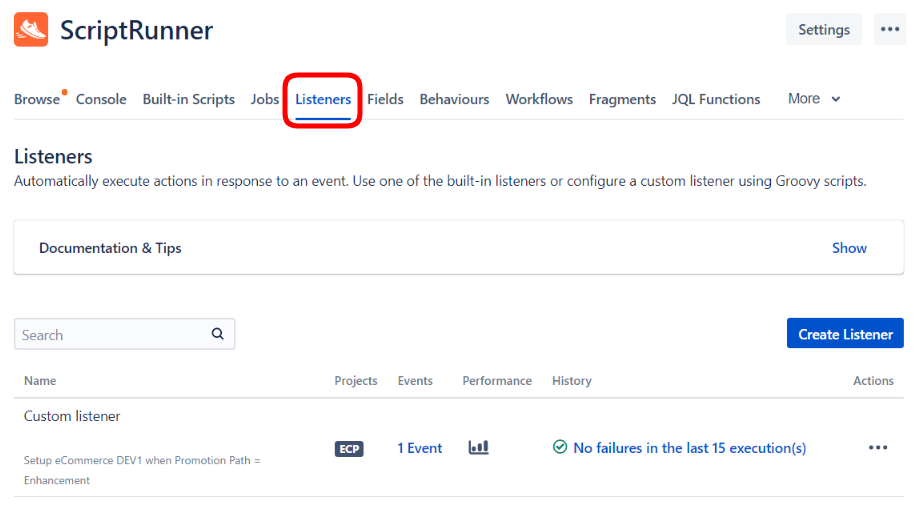 ScriptRunner
Settings
Browse Console Built-in Scripts Jobs Listeners Fields Behaviours Workflows Fragments JQL Functions More
Listeners
Automatically execute actions in response to an event. Use one of the built-in listeners or configure a custom listener using Groovy scripts.
Documentation & Tips
Show
Search
Create Listener
Name Projects Events Performance History Actions
Custom listener
ECP 1 Event No failures in the last 15 execution(s)
Setup eCommerce DEV1 when Promotion Path =
Enhancement